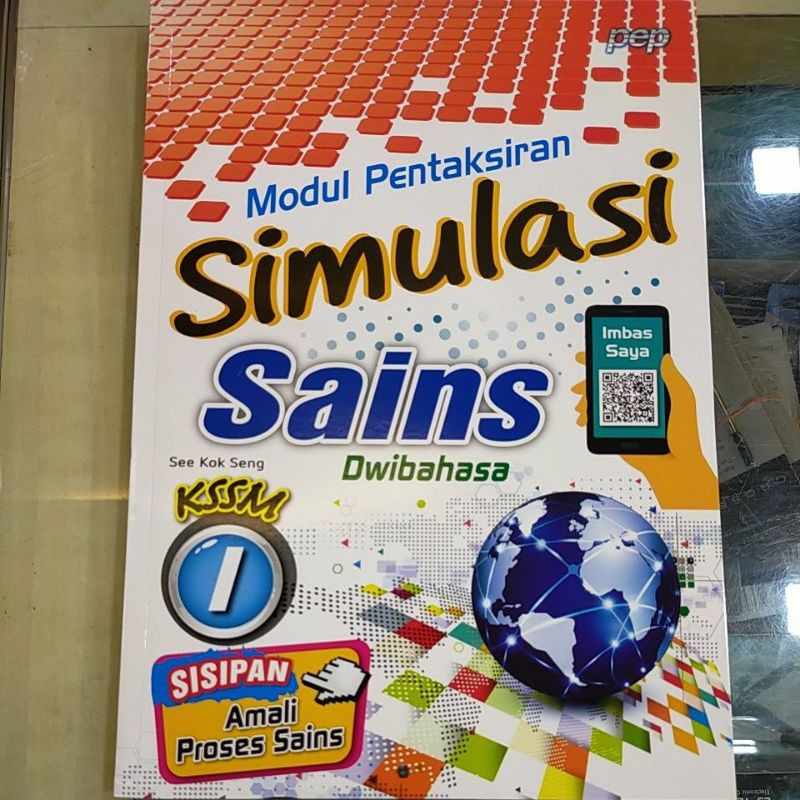 pep
Modul Pentaksiran
Simulasi
Imbas
Saya
Sains
See Kok Seng
Dwibahasa
KSSM
1
SISIPAN
Amali
Proses Sains